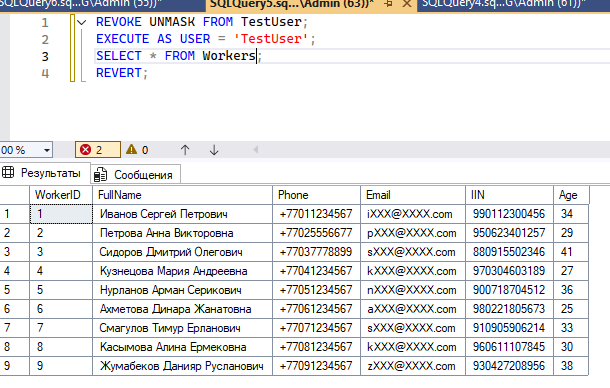 SQLQuery6.sq...G\Admin (55))* SQLQuery5.sq...\Admin (63))* SQLQuery4.sq...G\Admin (61))*
1 REVOKE UNMASK FROM TestUser;
2 EXECUTE AS USER = 'TestUser';
3 SELECT * FROM Workers;
4 REVERT;
00 % 2 0
Результаты Сообщения
WorkerID FullName Phone Email IIN Age
1 1 Иванов Сергей Петрович +77011234567 iXXX@XXXX.com 990112300456 34
2 2 Петрова Анна Викторовна +77025556677 pXXX@XXXX.com 950623401257 29
3 3 Сидоров Дмитрий Олегович +77037778899 sXXX@XXXX.com 880915502346 41
4 4 Кузнецова Мария Андреевна +77041234567 kXXX@XXXX.com 970304603189 27
5 5 Нурланов Арман Серикович +77051234567 nXXX@XXXX.com 900718704512 36
6 6 Ахметова Динара Жанатовна +77061234567 aXXX@XXXX.com 980221805673 25
7 7 Смагулов Тимур Ерланович +77071234567 sXXX@XXXX.com 910905906214 33
8 8 Касымова Алина Ермековна +77081234567 kXXX@XXXX.com 960611107845 30
9 9 Жумабеков Данияр Русланович +77091234567 zXXX@XXXX.com 930427208956 38